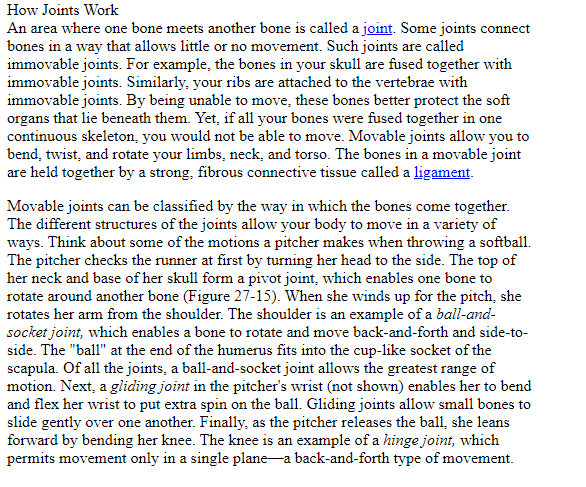 How Joints Work
An area where one bone meets another bone is called a joint. Some joints connect
bones in a way that allows little or no movement. Such joints are called
immovable joints. For example, the bones in your skull are fused together with
immovable joints. Similarly, your ribs are attached to the vertebrae with
immovable joints. By being unable to move, these bones better protect the soft
organs that lie beneath them. Yet, if all your bones were fused together in one
continuous skeleton, you would not be able to move. Movable joints allow you to
bend, twist, and rotate your limbs, neck, and torso. The bones in a movable joint
are held together by a strong, fibrous connective tissue called a ligament.
Movable joints can be classified by the way in which the bones come together.
The different structures of the joints allow your body to move in a variety of
ways. Think about some of the motions a pitcher makes when throwing a softball.
The pitcher checks the runner at first by turning her head to the side. The top of
her neck and base of her skull form a pivot joint, which enables one bone to
rotate around another bone (Figure 27-15). When she winds up for the pitch, she
rotates her arm from the shoulder. The shoulder is an example of a ball-and-
socket joint, which enables a bone to rotate and move back-and-forth and side-to-
side. The "ball" at the end of the humerus fits into the cup-like socket of the
scapula. Of all the joints, a ball-and-socket joint allows the greatest range of
motion. Next, a gliding joint in the pitcher's wrist (not shown) enables her to bend
and flex her wrist to put extra spin on the ball. Gliding joints allow small bones to
slide gently over one another. Finally, as the pitcher releases the ball, she leans
forward by bending her knee. The knee is an example of a hinge joint, which
permits movement only in a single plane—a back-and-forth type of movement.